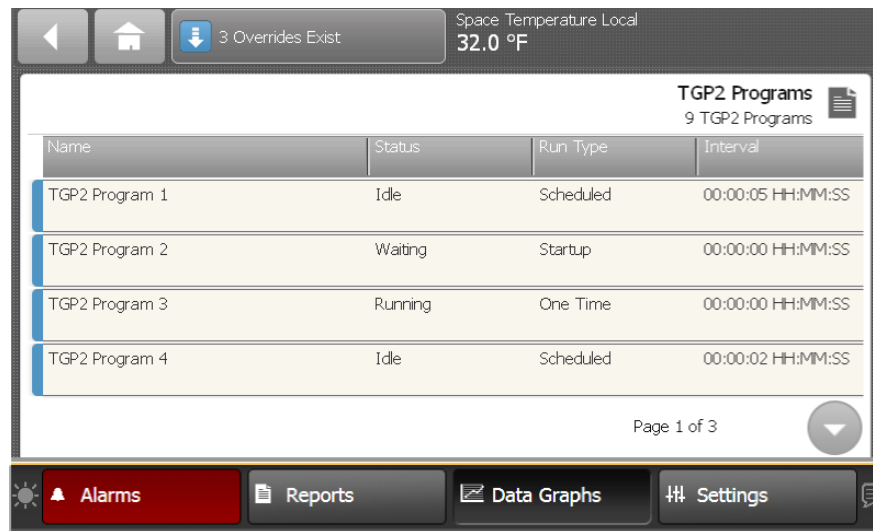 3 Overrides Exist
Space Temperature Local
32.0 °F
TGP2 Programs
9 TGP2 Programs
Name Status Run Type Interval
TGP2 Program 1 Idle Scheduled 00:00:05 HH:MM:SS
TGP2 Program 2 Waiting Startup 00:00:00 HH:MM:SS
TGP2 Program 3 Running One Time 00:00:00 HH:MM:SS
TGP2 Program 4 Idle Scheduled 00:00:02 HH:MM:SS
Page 1 of 3
Alarms Reports Data Graphs Settings